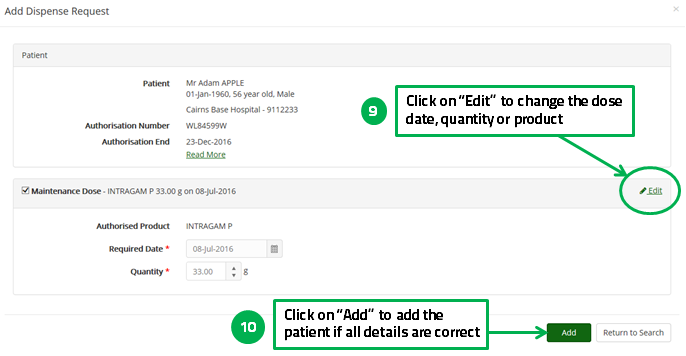 Add Dispense Request
×
Patient
Patient
Mr Adam APPLE
01-Jan-1960, 56 year old, Male
Cairns Base Hospital - 9112233
Authorisation Number
WL84599W
Authorisation End
23-Dec-2016
Read More
9
Click on “Edit” to change the dose
date, quantity or product
Maintenance Dose - INTRAGAM P 33.00 g on 08-Jul-2016
Edit
Authorised Product
INTRAGAM P
Required Date *
08-Jul-2016
Quantity *
33.00
g
10
Click on “Add” to add the
patient if all details are correct
Add
Return to Search